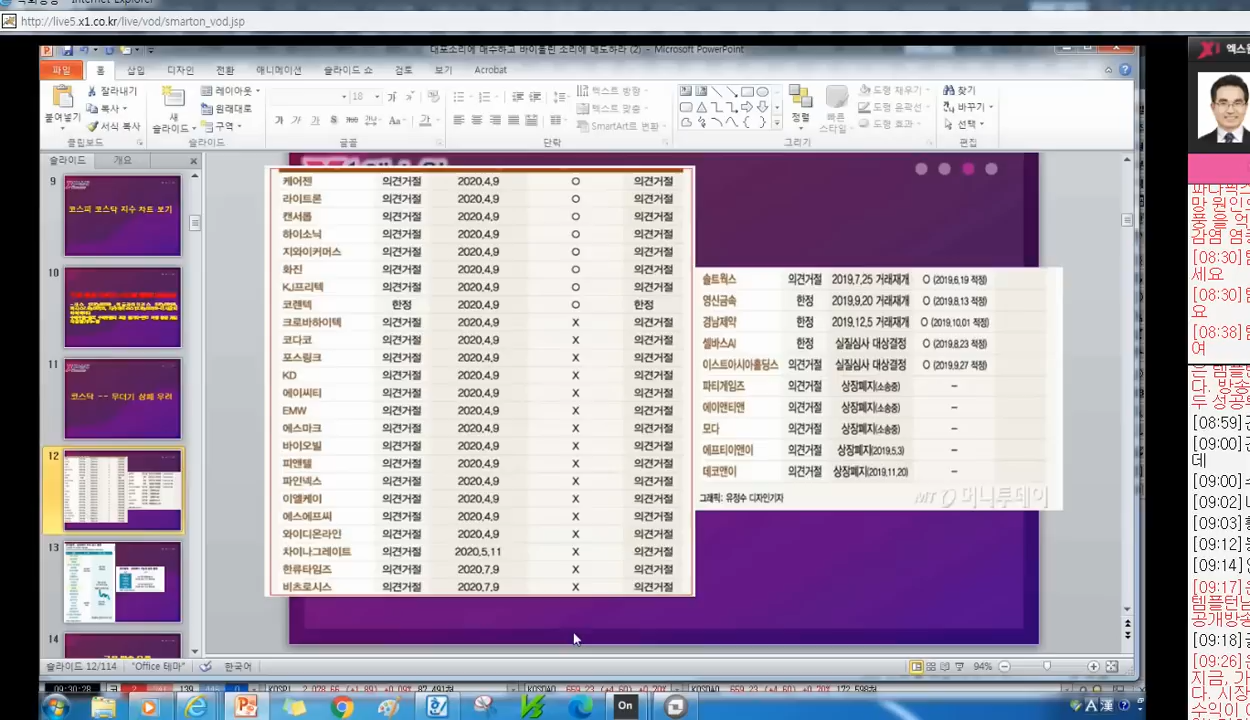 http://live5.x1.co.kr/live/vod/smarton_vod.jsp
대포소리에 매수하고 바이올린 소리에 매도하라 (2) - Microsoft PowerPoint
파일 홈 삽입 디자인 전환 애니메이션 슬라이드 쇼 검토 보기 Acrobat
잘라내기
복사
서식 복사
붙여넣기
클립보드
새 슬라이드
레이아웃
원래대로
구역
슬라이드
18
글꼴
텍스트 방향
텍스트 맞춤
SmartArt로 변환
단락
정렬
빠른 스타일
도형 채우기
도형 윤곽선
도형 효과
그리기
찾기
바꾸기
선택
편집
슬라이드 개요
9
코스피 코스닥 지수 차트 보기
10
11
코스닥 -- 무더기 상폐 우려
12
13
14
케어젠 의견거절 2020.4.9 O 의견거절
라이트론 의견거절 2020.4.9 O 의견거절
캔서롭 의견거절 2020.4.9 O 의견거절
하이소닉 의견거절 2020.4.9 O 의견거절
지와이커머스 의견거절 2020.4.9 O 의견거절
화진 의견거절 2020.4.9 O 의견거절
KJ프리텍 의견거절 2020.4.9 O 의견거절
코렌텍 한정 2020.4.9 O 한정
크로바하이텍 의견거절 2020.4.9 X 의견거절
코다코 의견거절 2020.4.9 X 의견거절
포스링크 의견거절 2020.4.9 X 의견거절
KD 의견거절 2020.4.9 X 의견거절
에이씨티 의견거절 2020.4.9 X 의견거절
EMW 의견거절 2020.4.9 X 의견거절
에스마크 의견거절 2020.4.9 X 의견거절
바이오빌 의견거절 2020.4.9 X 의견거절
피앤텔 의견거절 2020.4.9 X 의견거절
파인넥스 의견거절 2020.4.9 X 의견거절
이엘케이 의견거절 2020.4.9 X 의견거절
에스에프씨 의견거절 2020.4.9 X 의견거절
와이디온라인 의견거절 2020.4.9 X 의견거절
차이나그레이트 의견거절 2020.5.11 X 의견거절
한류타임즈 의견거절 2020.7.9 X 의견거절
비츠로시스 의견거절 2020.7.9 X 의견거절
솔트웍스 의견거절 2019.7.25 거래재개 O (2019.6.19 적정)
영신금속 한정 2019.9.20 거래재개 O (2019.8.13 적정)
경남제약 한정 2019.12.5 거래재개 O (2019.10.01 적정)
셀바스AI 한정 실질심사 대상결정 O (2019.8.23 적정)
이스트아시아홀딩스 의견거절 실질심사 대상결정 O (2019.9.27 적정)
파티게임즈 의견거절 상장폐지(소송중) -
에이앤티앤 의견거절 상장폐지(소송중) -
모다 의견거절 상장폐지(소송중) -
에프티이앤이 의견거절 상장폐지(2019.5.3) -
데코앤이 의견거절 상장폐지(2019.11.20) -
그래픽: 유정수 디자인기자
MT 머니투데이
슬라이드 12/114 "Office 테마" 한국어
94%
09:30:28
On
A 漢
X1
[08:30]
세요
[08:30]
요
[08:38]
여
[08:59]
[09:00]
데
[09:00]
[09:02]
[09:03]
[09:12]
[09:14]
[09:17]
템플턴님
공개방송
[09:18]
[09:26]
지금, 가
다. 시장
수익이